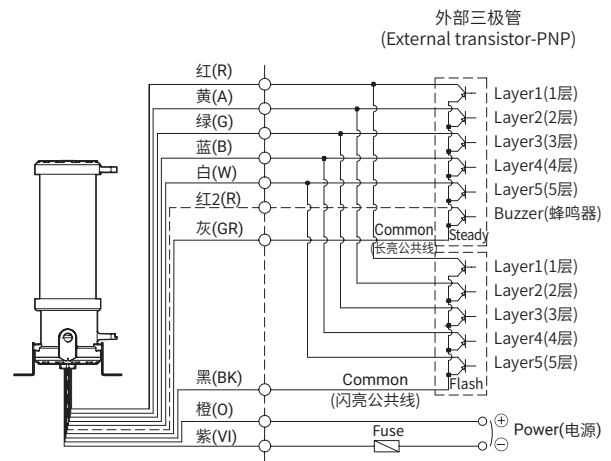 外部三极管
(External transistor-PNP)
红(R)
黄(A)
绿(G)
蓝(B)
白(W)
红2(R)
灰(GR)
Layer1(1层)
Layer2(2层)
Layer3(3层)
Layer4(4层)
Layer5(5层)
Buzzer(蜂鸣器)
Common
(长亮公共线)
Steady
Layer1(1层)
Layer2(2层)
Layer3(3层)
Layer4(4层)
Layer5(5层)
黑(BK)
Common
(闪亮公共线)
Flash
橙(O)
紫(VI)
Fuse
+
−
Power(电源)